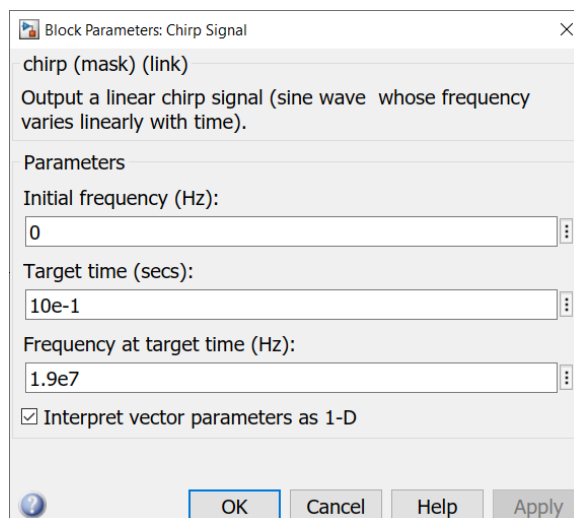 Block Parameters: Chirp Signal
chirp (mask) (link)
Output a linear chirp signal (sine wave  whose frequency
varies linearly with time).
Parameters
Initial frequency (Hz):
0
Target time (secs):
10e-1
Frequency at target time (Hz):
1.9e7
Interpret vector parameters as 1-D
OK Cancel Help Apply